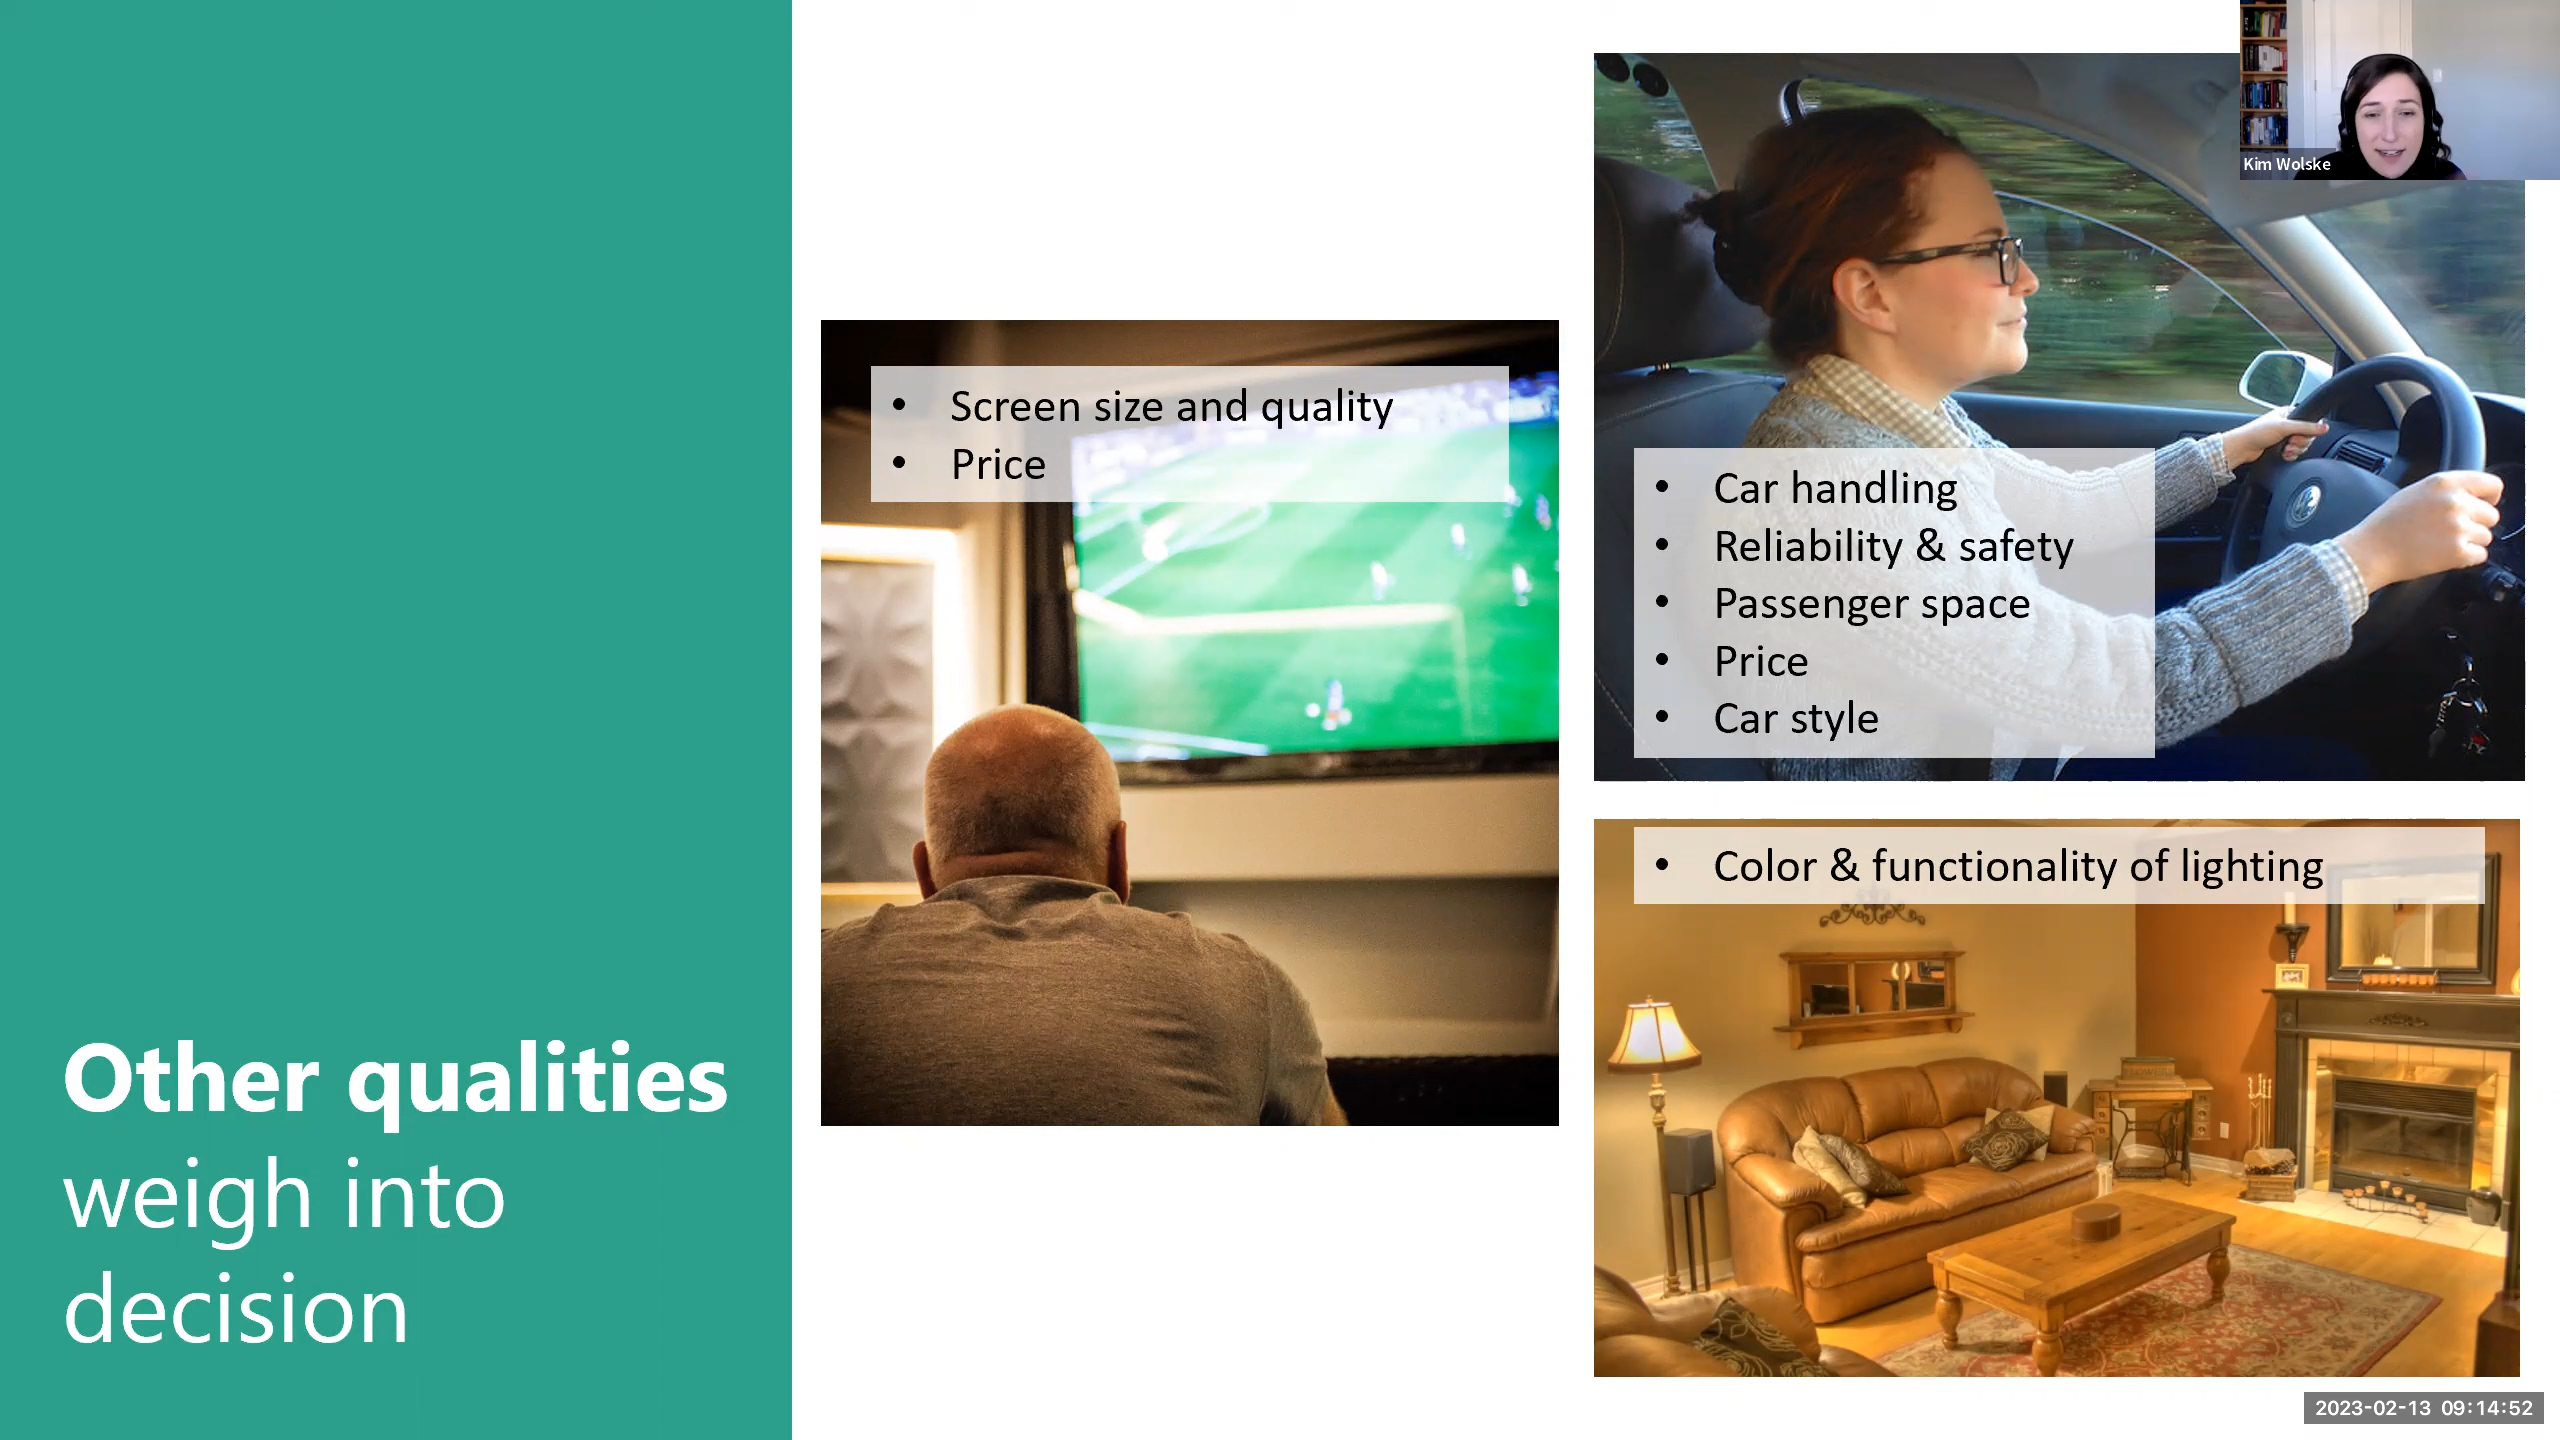 Other qualities
weigh into
decision
• Screen size and quality
• Price
• Car handling
• Reliability & safety
• Passenger space
• Price
• Car style
• Color & functionality of lighting
Kim Wolske
2023-02-13 09:14:52